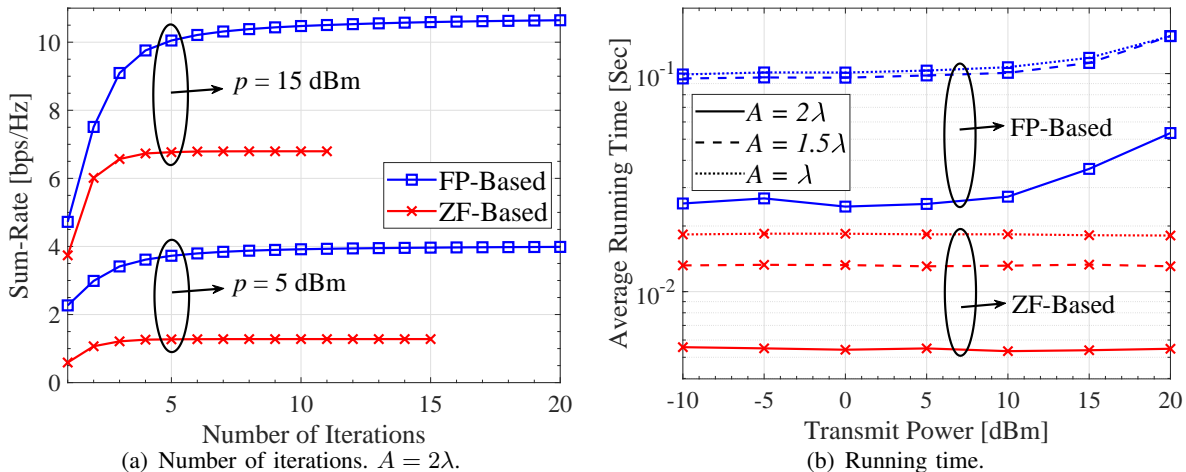 10
8
6
4
2
0
5
10
15
20
Sum-Rate [bps/Hz]
Number of Iterations
p = 15 dBm
FP-Based
ZF-Based
p = 5 dBm
(a) Number of iterations. A = 2λ.
10⁻¹
10⁻²
-10
-5
0
5
10
15
20
Average Running Time [Sec]
Transmit Power [dBm]
A = 2λ
A = 1.5λ
A = λ
FP-Based
ZF-Based
(b) Running time.